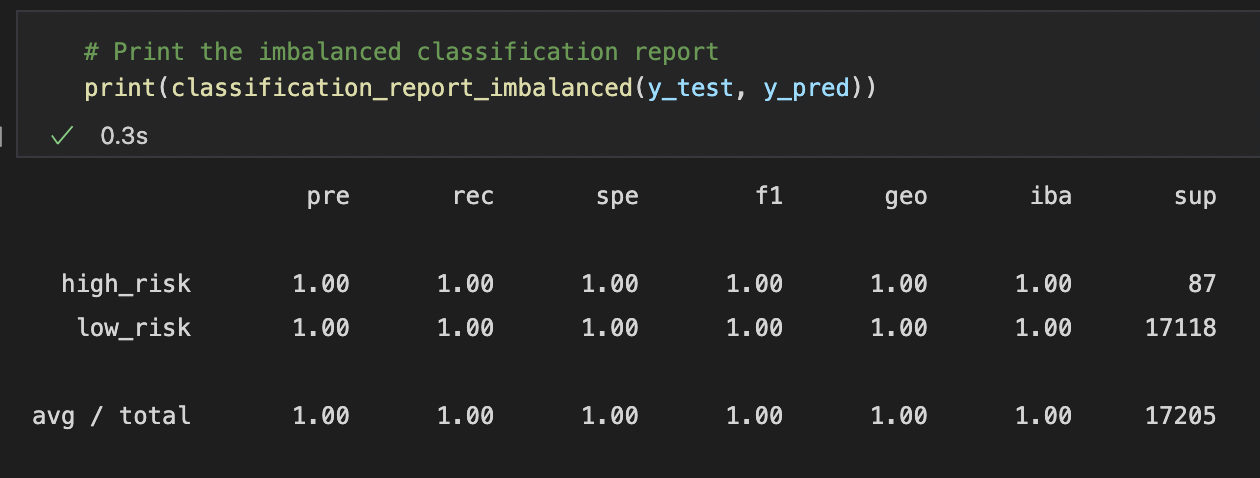 # Print the imbalanced classification report
print(classification_report_imbalanced(y_test, y_pred))
0.3s
pre rec spe f1 geo iba sup
high_risk 1.00 1.00 1.00 1.00 1.00 1.00 87
low_risk 1.00 1.00 1.00 1.00 1.00 1.00 17118
avg / total 1.00 1.00 1.00 1.00 1.00 1.00 17205